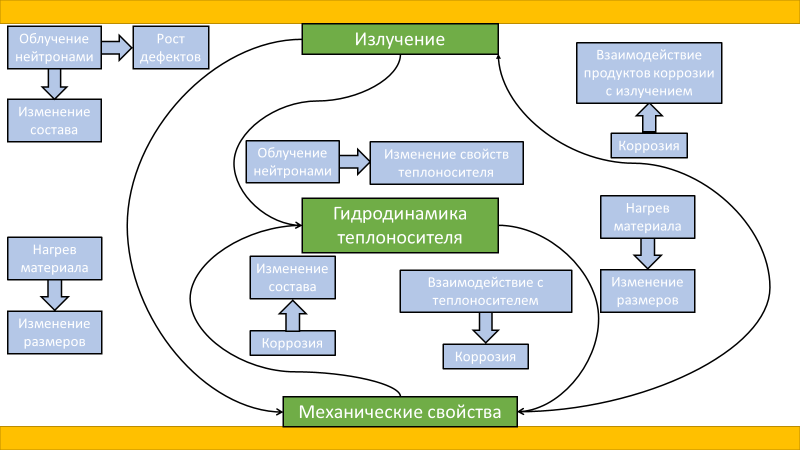 Излучение
Облучение
нейтронами
Рост
дефектов
Изменение
состава
Взаимодействие
продуктов коррозии
с излучением
Коррозия
Облучение
нейтронами
Изменение свойств
теплоносителя
Гидродинамика
теплоносителя
Нагрев
материала
Изменение
размеров
Нагрев
материала
Изменение
размеров
Изменение
состава
Коррозия
Взаимодействие с
теплоносителем
Коррозия
Механические свойства